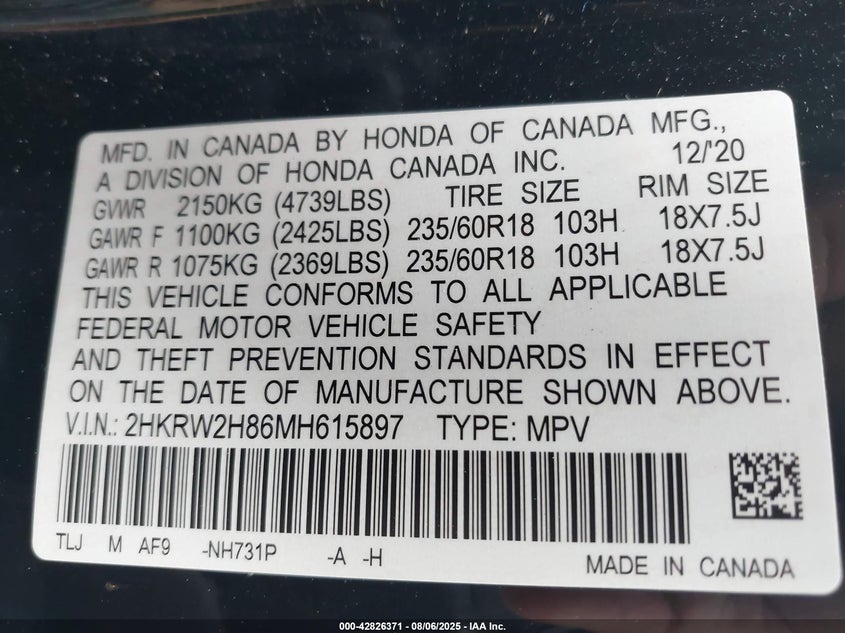 MFD. IN CANADA BY HONDA OF CANADA MFG.,
A DIVISION OF HONDA CANADA INC. 12/'20
GVWR 2150KG (4739LBS) TIRE SIZE RIM SIZE
GAWR F 1100KG (2425LBS) 235/60R18 103H 18X7.5J
GAWR R 1075KG (2369LBS) 235/60R18 103H 18X7.5J
THIS VEHICLE CONFORMS TO ALL APPLICABLE
FEDERAL MOTOR VEHICLE SAFETY
AND THEFT PREVENTION STANDARDS IN EFFECT
ON THE DATE OF MANUFACTURE SHOWN ABOVE.
V.I.N.: 2HKRW2H86MH615897 TYPE: MPV
TLJ M AF9 -NH731P -A -H
MADE IN CANADA
000-42826371 - 08/06/2025 - IAA Inc.